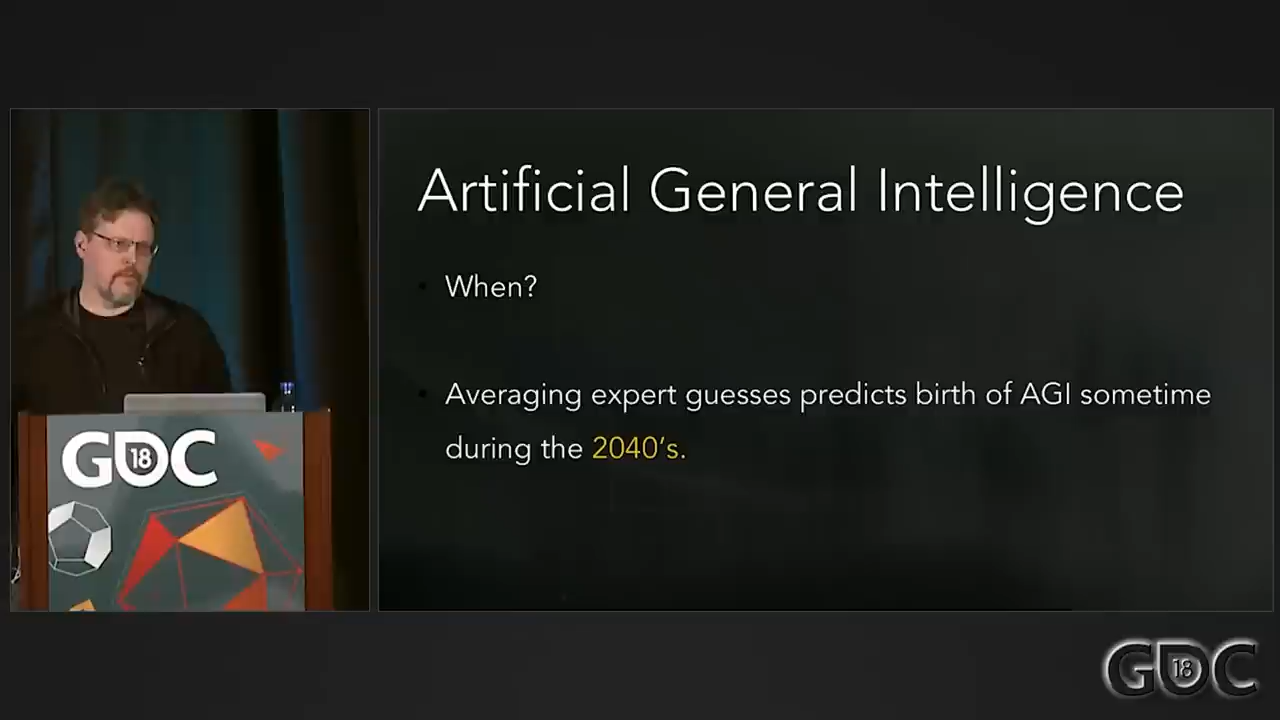 Artificial General Intelligence
When?
Averaging expert guesses predicts birth of AGI sometime
during the 2040's.
GDC
18
GDC
18